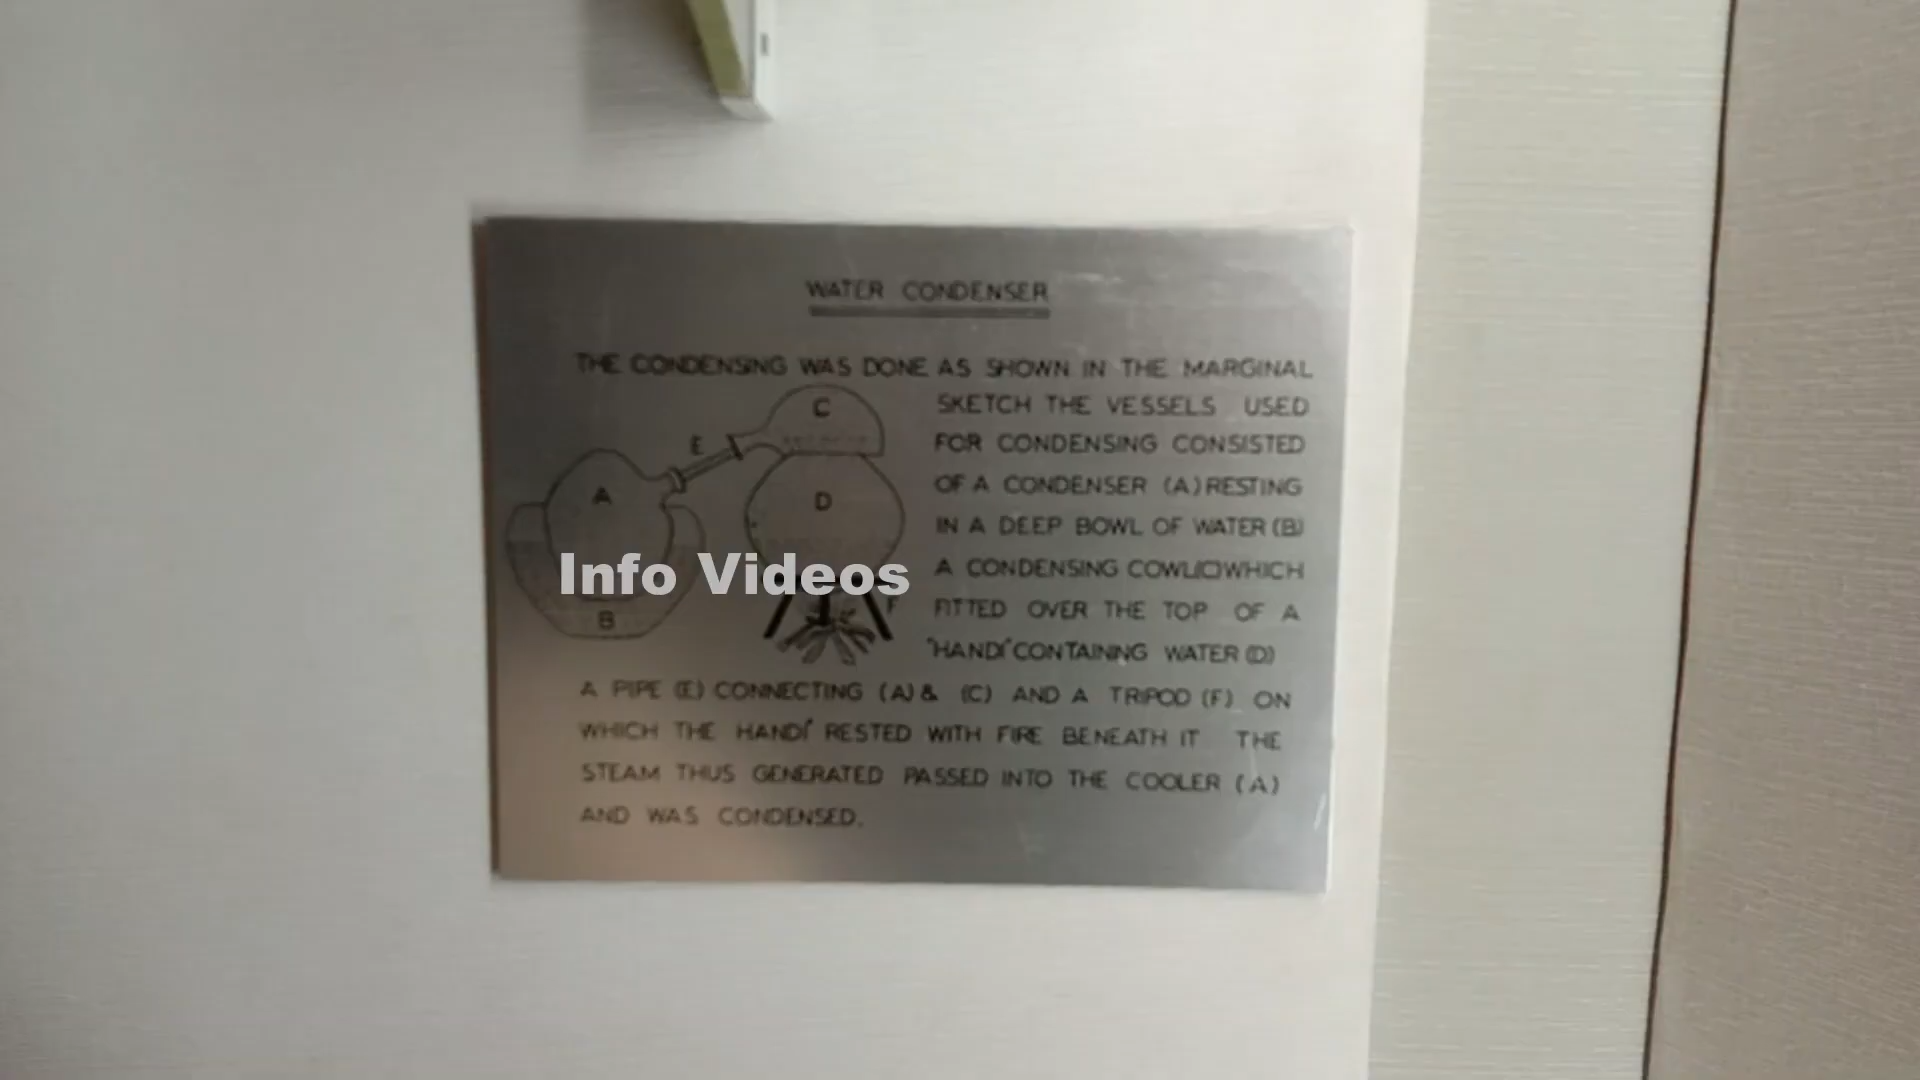 WATER CONDENSER
THE CONDENSING WAS DONE AS SHOWN IN THE MARGINAL
SKETCH THE VESSELS USED
FOR CONDENSING CONSISTED
OF A CONDENSER (A) RESTING
IN A DEEP BOWL OF WATER (B)
A CONDENSING COWL(C)WHICH
FITTED OVER THE TOP OF A
"HANDI" CONTAINING WATER (D)
A PIPE (E) CONNECTING (A) & (C) AND A TRIPOD (F) ON
WHICH THE HANDI RESTED WITH FIRE BENEATH IT THE
STEAM THUS GENERATED PASSED INTO THE COOLER (A)
AND WAS CONDENSED.
C
E
A
D
B
F
Info Videos